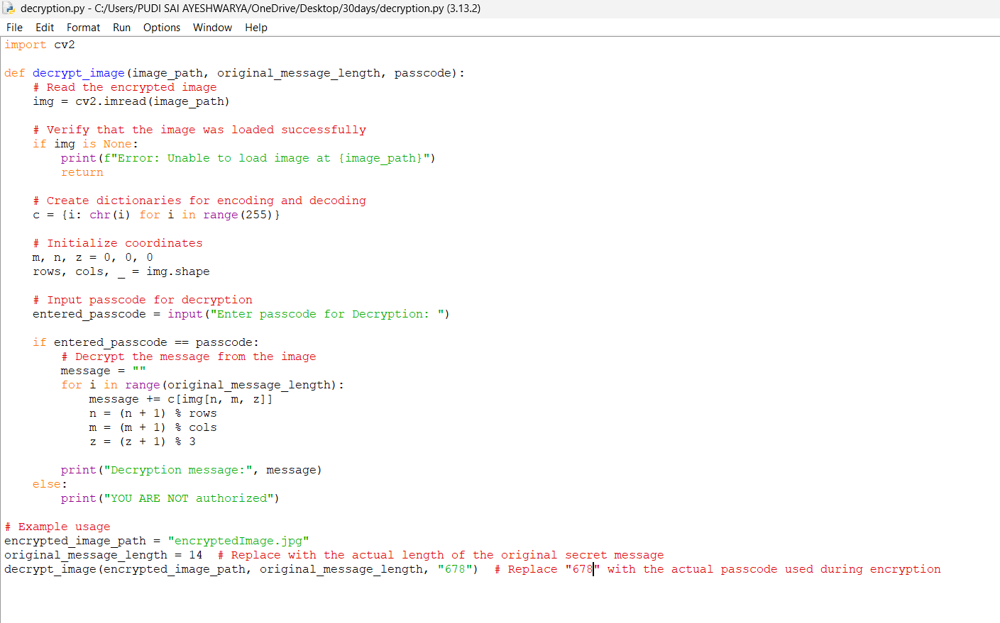 decryption.py - C:/Users/PUDI SAI AYESHWARYA/OneDrive/Desktop/30days/decryption.py (3.13.2)
File Edit Format Run Options Window Help
import cv2

def decrypt_image(image_path, original_message_length, passcode):
    # Read the encrypted image
    img = cv2.imread(image_path)

    # Verify that the image was loaded successfully
    if img is None:
        print(f"Error: Unable to load image at {image_path}")
        return

    # Create dictionaries for encoding and decoding
    c = {i: chr(i) for i in range(255)}

    # Initialize coordinates
    m, n, z = 0, 0, 0
    rows, cols, _ = img.shape

    # Input passcode for decryption
    entered_passcode = input("Enter passcode for Decryption: ")

    if entered_passcode == passcode:
        # Decrypt the message from the image
        message = ""
        for i in range(original_message_length):
            message += c[img[n, m, z]]
            n = (n + 1) % rows
            m = (m + 1) % cols
            z = (z + 1) % 3

        print("Decryption message:", message)
    else:
        print("YOU ARE NOT authorized")

# Example usage
encrypted_image_path = "encryptedImage.jpg"
original_message_length = 14  # Replace with the actual length of the original secret message
decrypt_image(encrypted_image_path, original_message_length, "678")  # Replace "678" with the actual passcode used during encryption